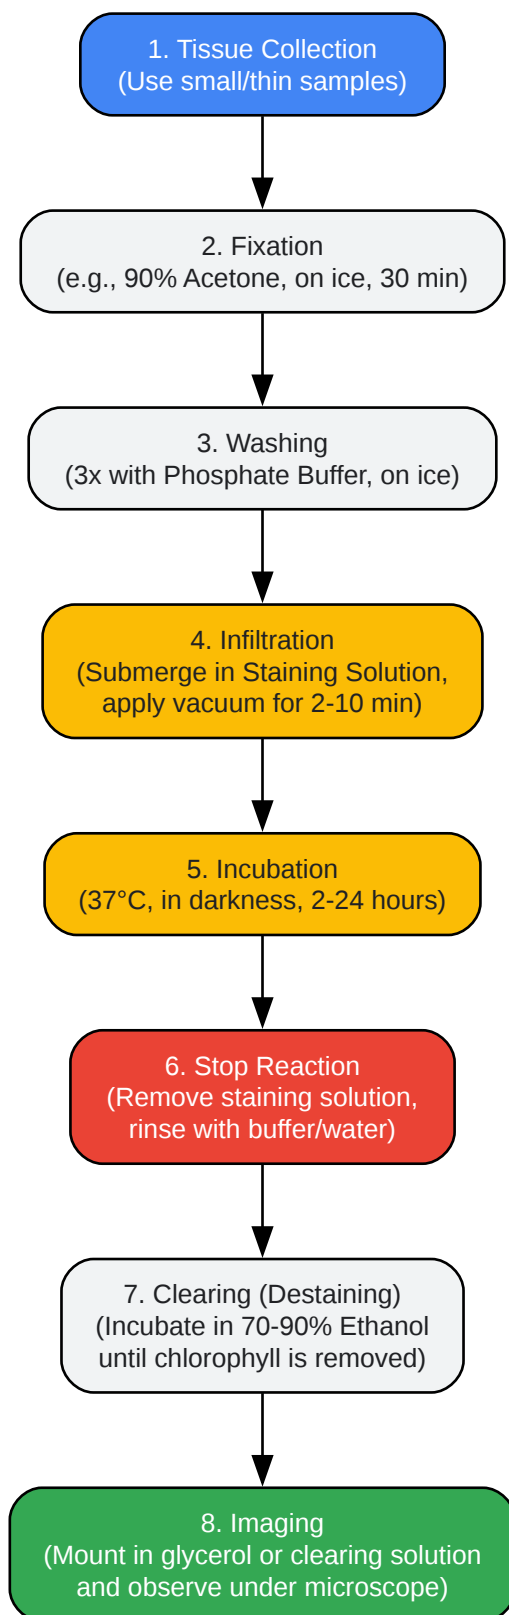 1. Tissue Collection
(Use small/thin samples)
2. Fixation
(e.g., 90% Acetone, on ice, 30 min)
3. Washing
(3x with Phosphate Buffer, on ice)
4. Infiltration
(Submerge in Staining Solution,
apply vacuum for 2-10 min)
5. Incubation
(37°C, in darkness, 2-24 hours)
6. Stop Reaction
(Remove staining solution,
rinse with buffer/water)
7. Clearing (Destaining)
(Incubate in 70-90% Ethanol
until chlorophyll is removed)
8. Imaging
(Mount in glycerol or clearing solution
and observe under microscope)